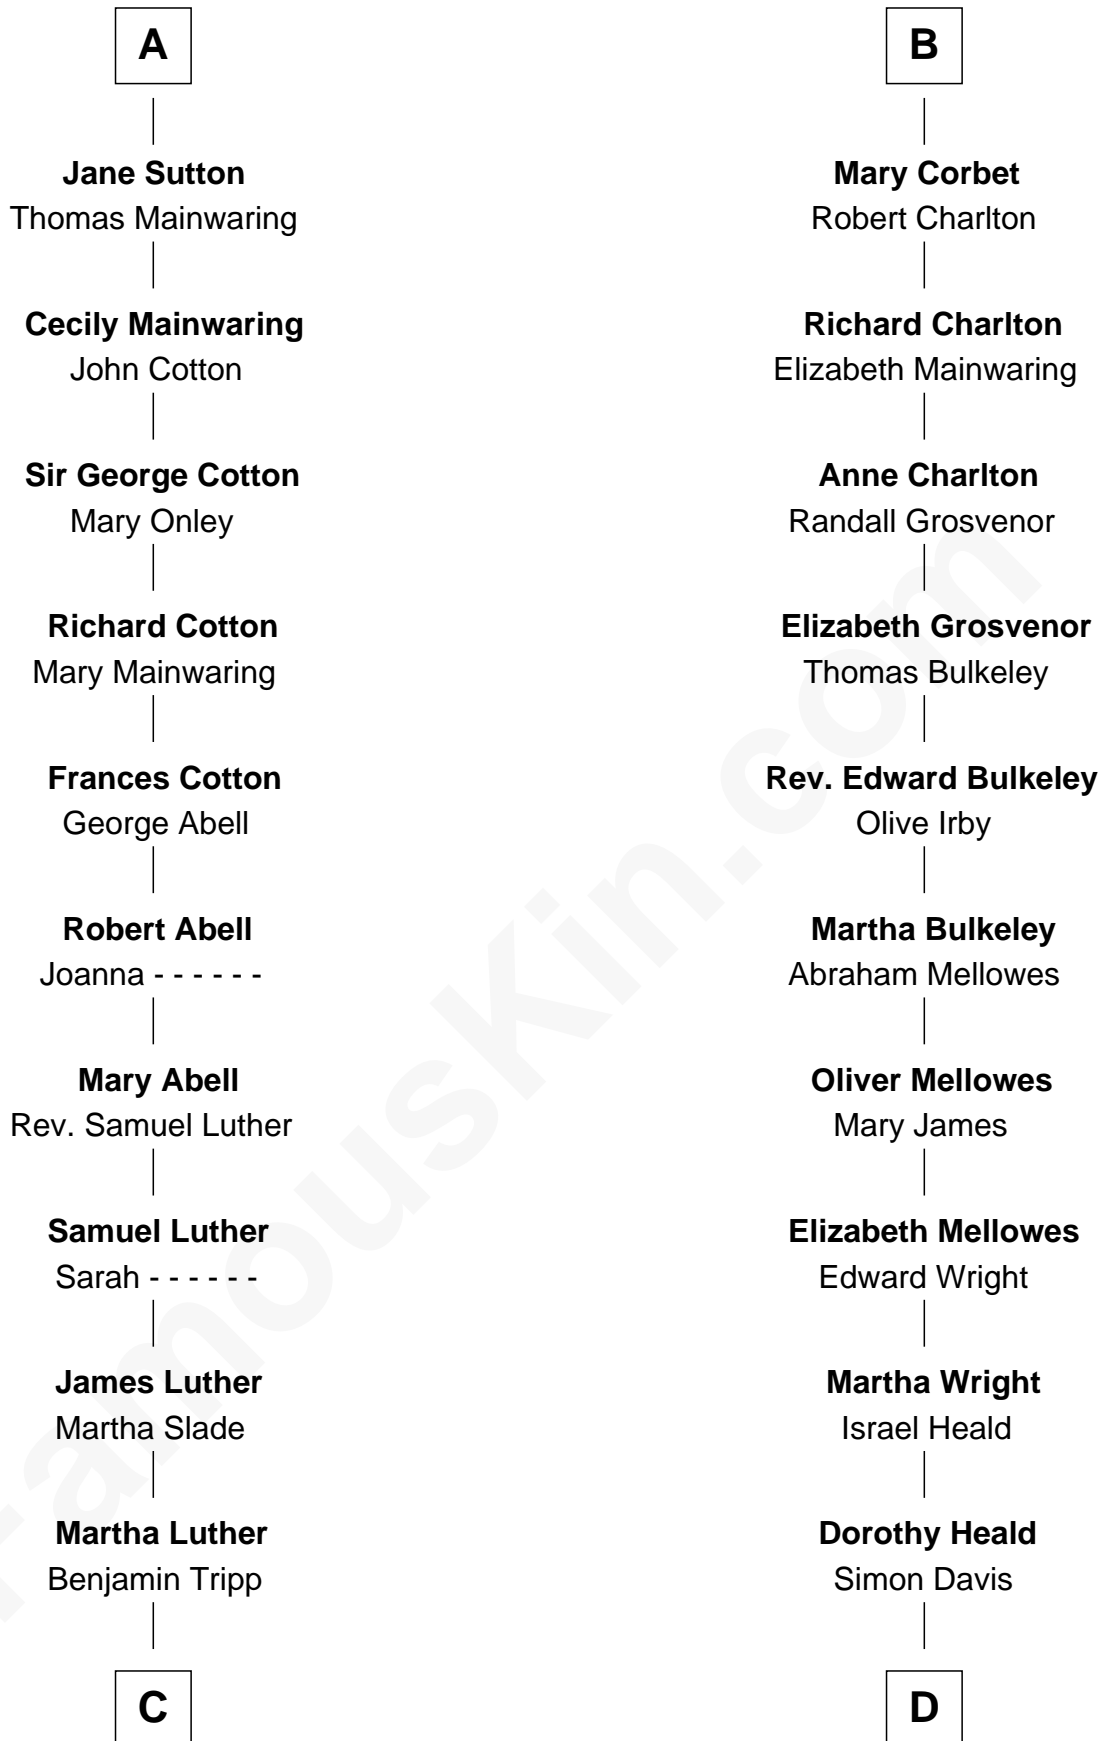 A
Jane Sutton
Thomas Mainwaring
Cecily Mainwaring
John Cotton
Sir George Cotton
Mary Onley
Richard Cotton
Mary Mainwaring
Frances Cotton
George Abell
Robert Abell
Joanna - - - - - -
Mary Abell
Rev. Samuel Luther
Samuel Luther
Sarah - - - - - -
James Luther
Martha Slade
Martha Luther
Benjamin Tripp
C
B
Mary Corbet
Robert Charlton
Richard Charlton
Elizabeth Mainwaring
Anne Charlton
Randall Grosvenor
Elizabeth Grosvenor
Thomas Bulkeley
Rev. Edward Bulkeley
Olive Irby
Martha Bulkeley
Abraham Mellowes
Oliver Mellowes
Mary James
Elizabeth Mellowes
Edward Wright
Martha Wright
Israel Heald
Dorothy Heald
Simon Davis
D
FamousKin.com